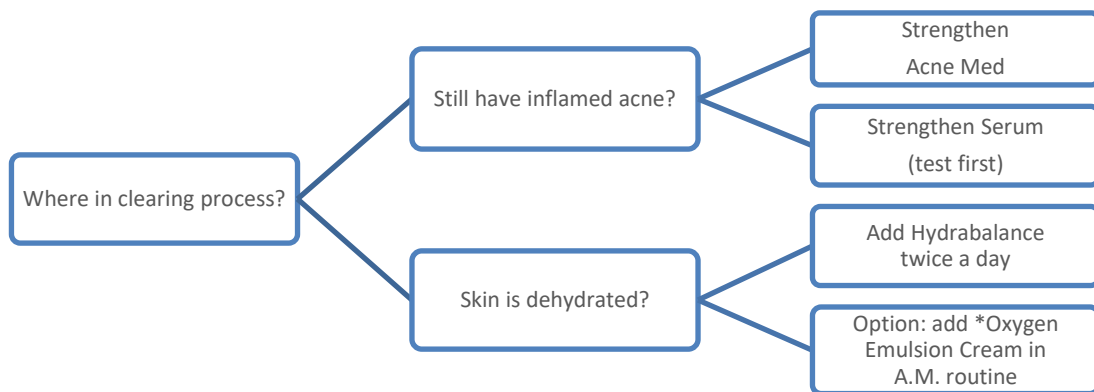 Where in clearing process?
Still have inflamed acne?
Strengthen
Acne Med
Strengthen Serum
(test first)
Skin is dehydrated?
Add Hydrabalance
twice a day
Option: add *Oxygen
Emulsion Cream in
A.M. routine